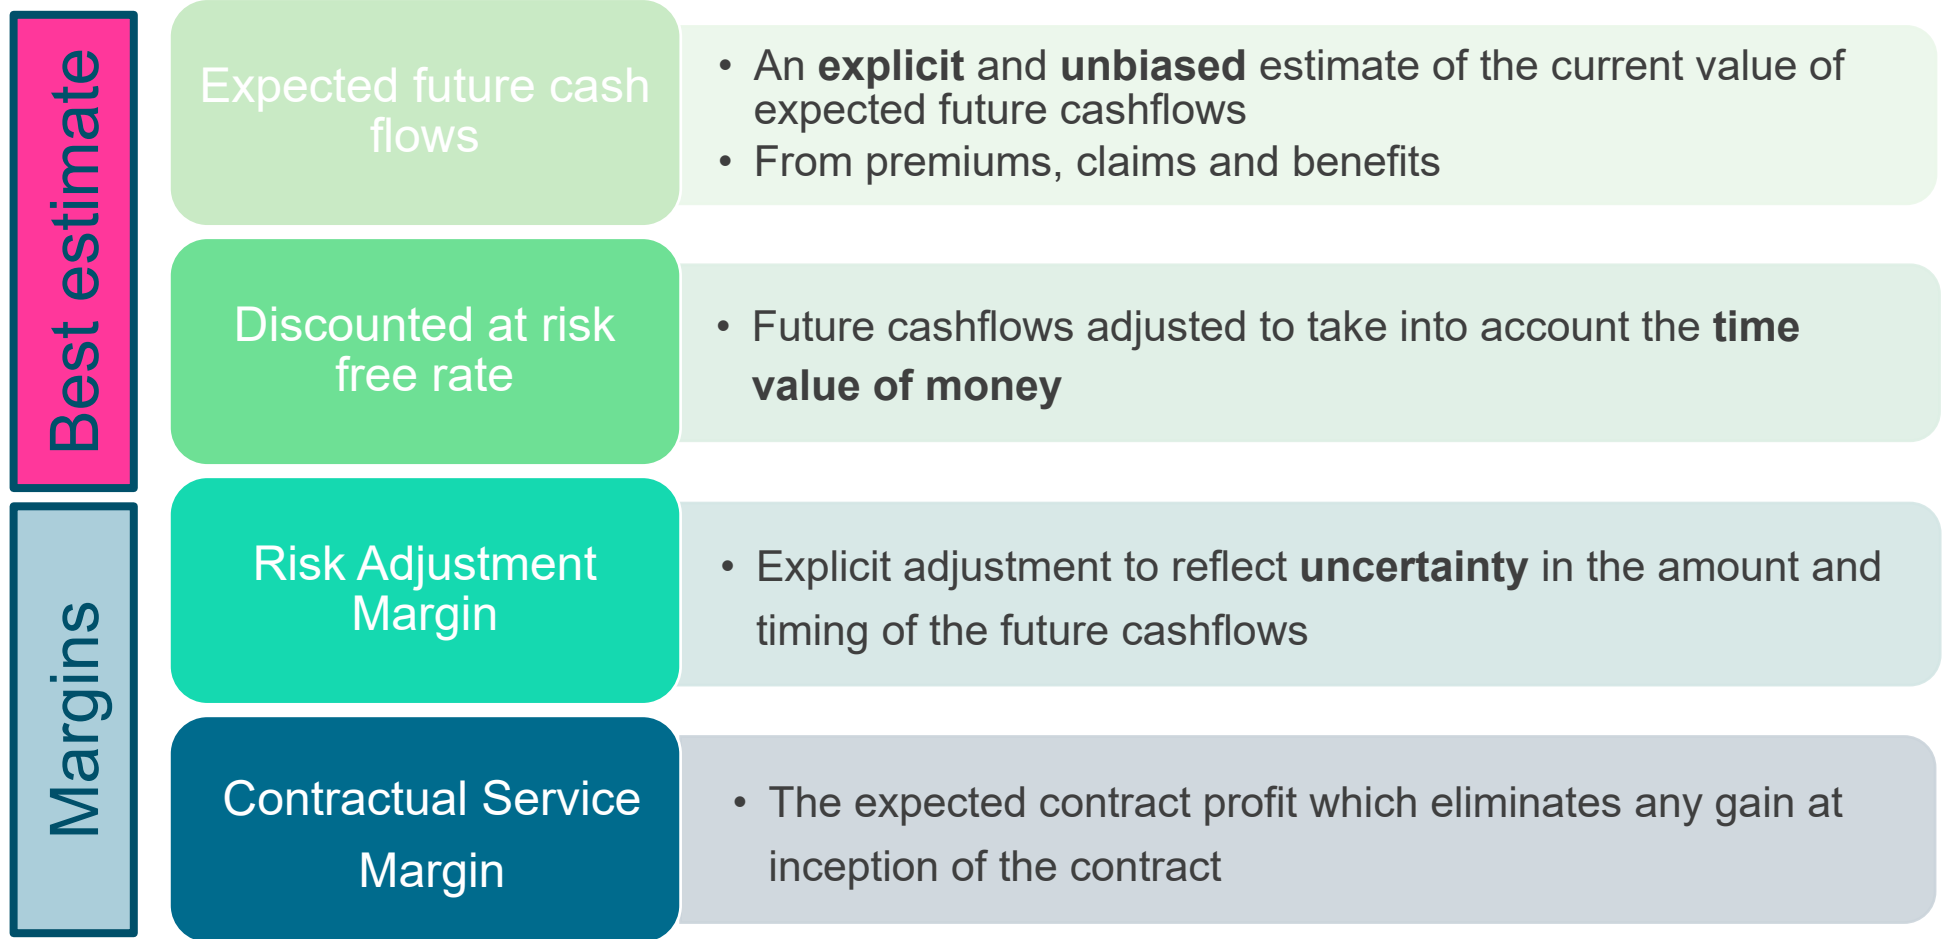 Best estimate
Expected future cash
flows
• An explicit and unbiased estimate of the current value of
expected future cashflows
• From premiums, claims and benefits
Discounted at risk
free rate
• Future cashflows adjusted to take into account the time
value of money
Margins
Risk Adjustment
Margin
• Explicit adjustment to reflect uncertainty in the amount and
timing of the future cashflows
Contractual Service
Margin
• The expected contract profit which eliminates any gain at
inception of the contract